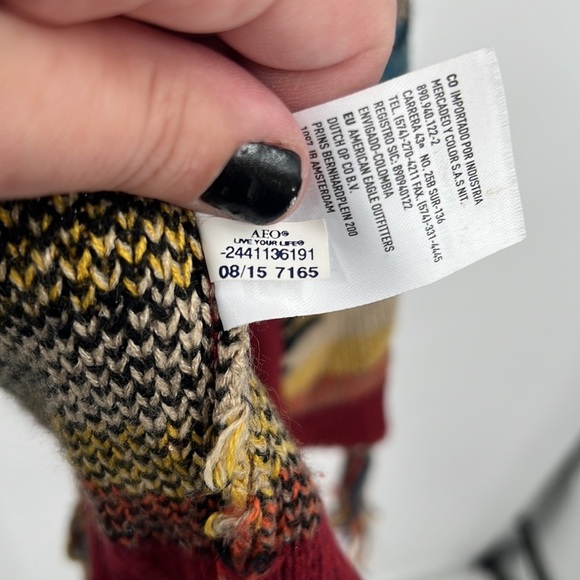 CO IMPORTADO POR INDUSTRIA
MERCADEO Y COLOR S.A.S NIT.
890.940.122-2
CARRERA 43ª NO. 25B SUR-136
TEL. (574)-270-4211 FAX. (574-331-4445
ENVIGADO-COLOMBIA
REGISTRO SIC: 890940122
EU AMERICAN EAGLE OUTFITTERS
DUTCH OP CO B.V.
PRINS BERNHARDPLEIN 200
1097 JB AMSTERDAM
AEO®
LIVE YOUR LIFE®
-2441136191
08/15 7165